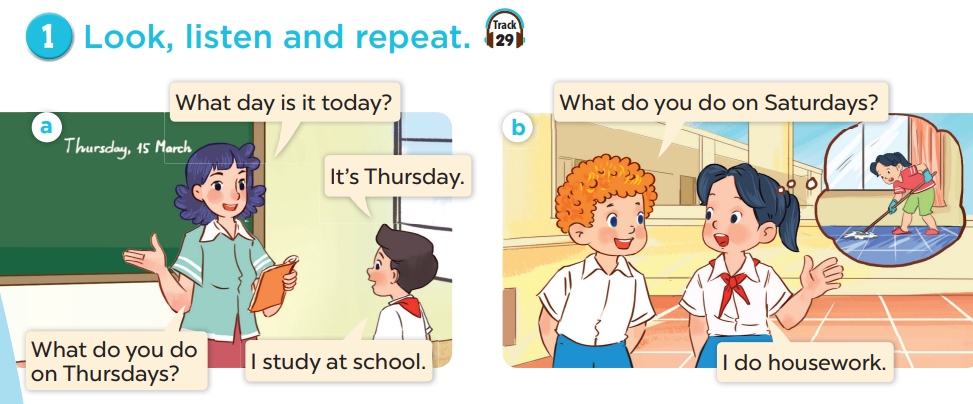 1 Look, listen and repeat. Track 29
a
What day is it today?
Thursday, 15 March
It's Thursday.
What do you do
on Thursdays?
I study at school.
b
What do you do on Saturdays?
I do housework.